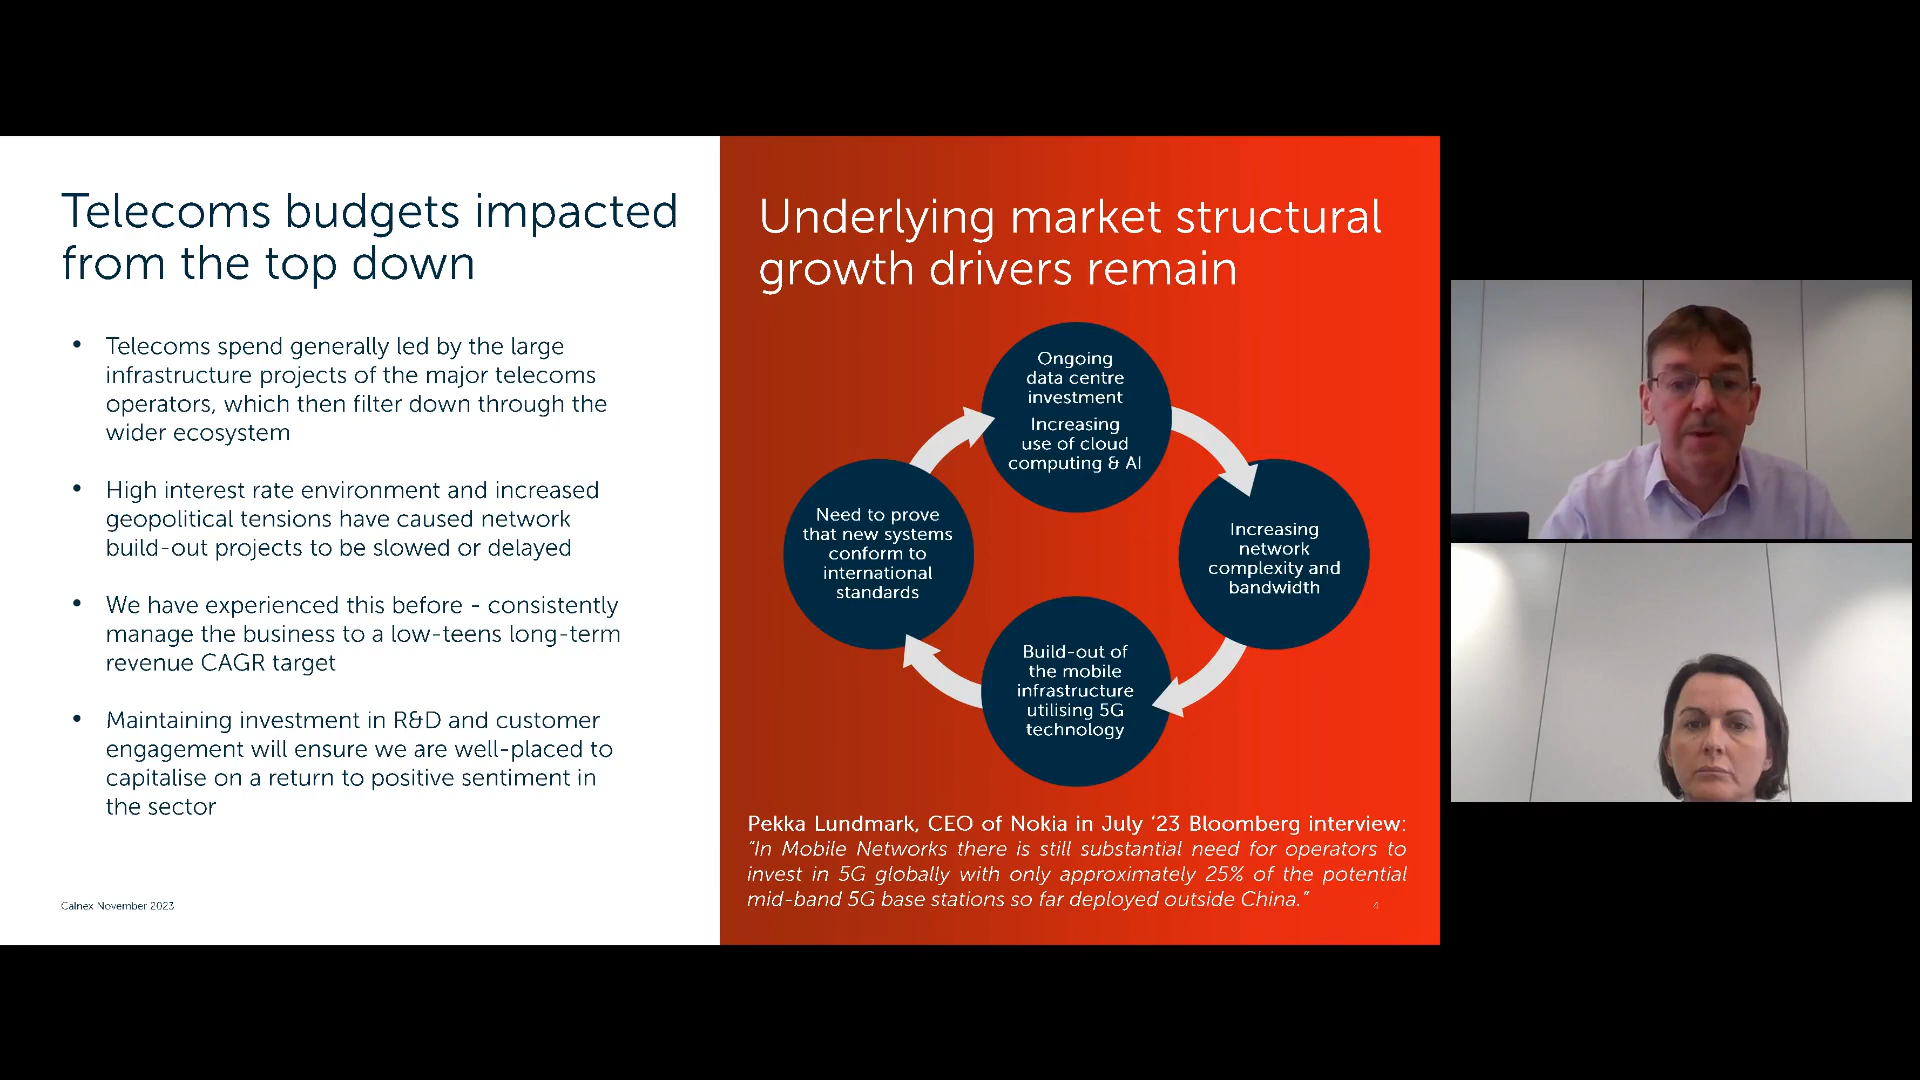 Telecoms budgets impacted
from the top down
• Telecoms spend generally led by the large
infrastructure projects of the major telecoms
operators, which then filter down through the
wider ecosystem
• High interest rate environment and increased
geopolitical tensions have caused network
build-out projects to be slowed or delayed
• We have experienced this before - consistently
manage the business to a low-teens long-term
revenue CAGR target
• Maintaining investment in R&D and customer
engagement will ensure we are well-placed to
capitalise on a return to positive sentiment in
the sector
Calnex November 2023
Underlying market structural
growth drivers remain
Ongoing
data centre
investment
Increasing
use of cloud
computing & AI
Increasing
network
complexity and
bandwidth
Build-out of
the mobile
infrastructure
utilising 5G
technology
Need to prove
that new systems
conform to
international
standards
Pekka Lundmark, CEO of Nokia in July ‘23 Bloomberg interview:
“In Mobile Networks there is still substantial need for operators to
invest in 5G globally with only approximately 25% of the potential
mid-band 5G base stations so far deployed outside China.”
4